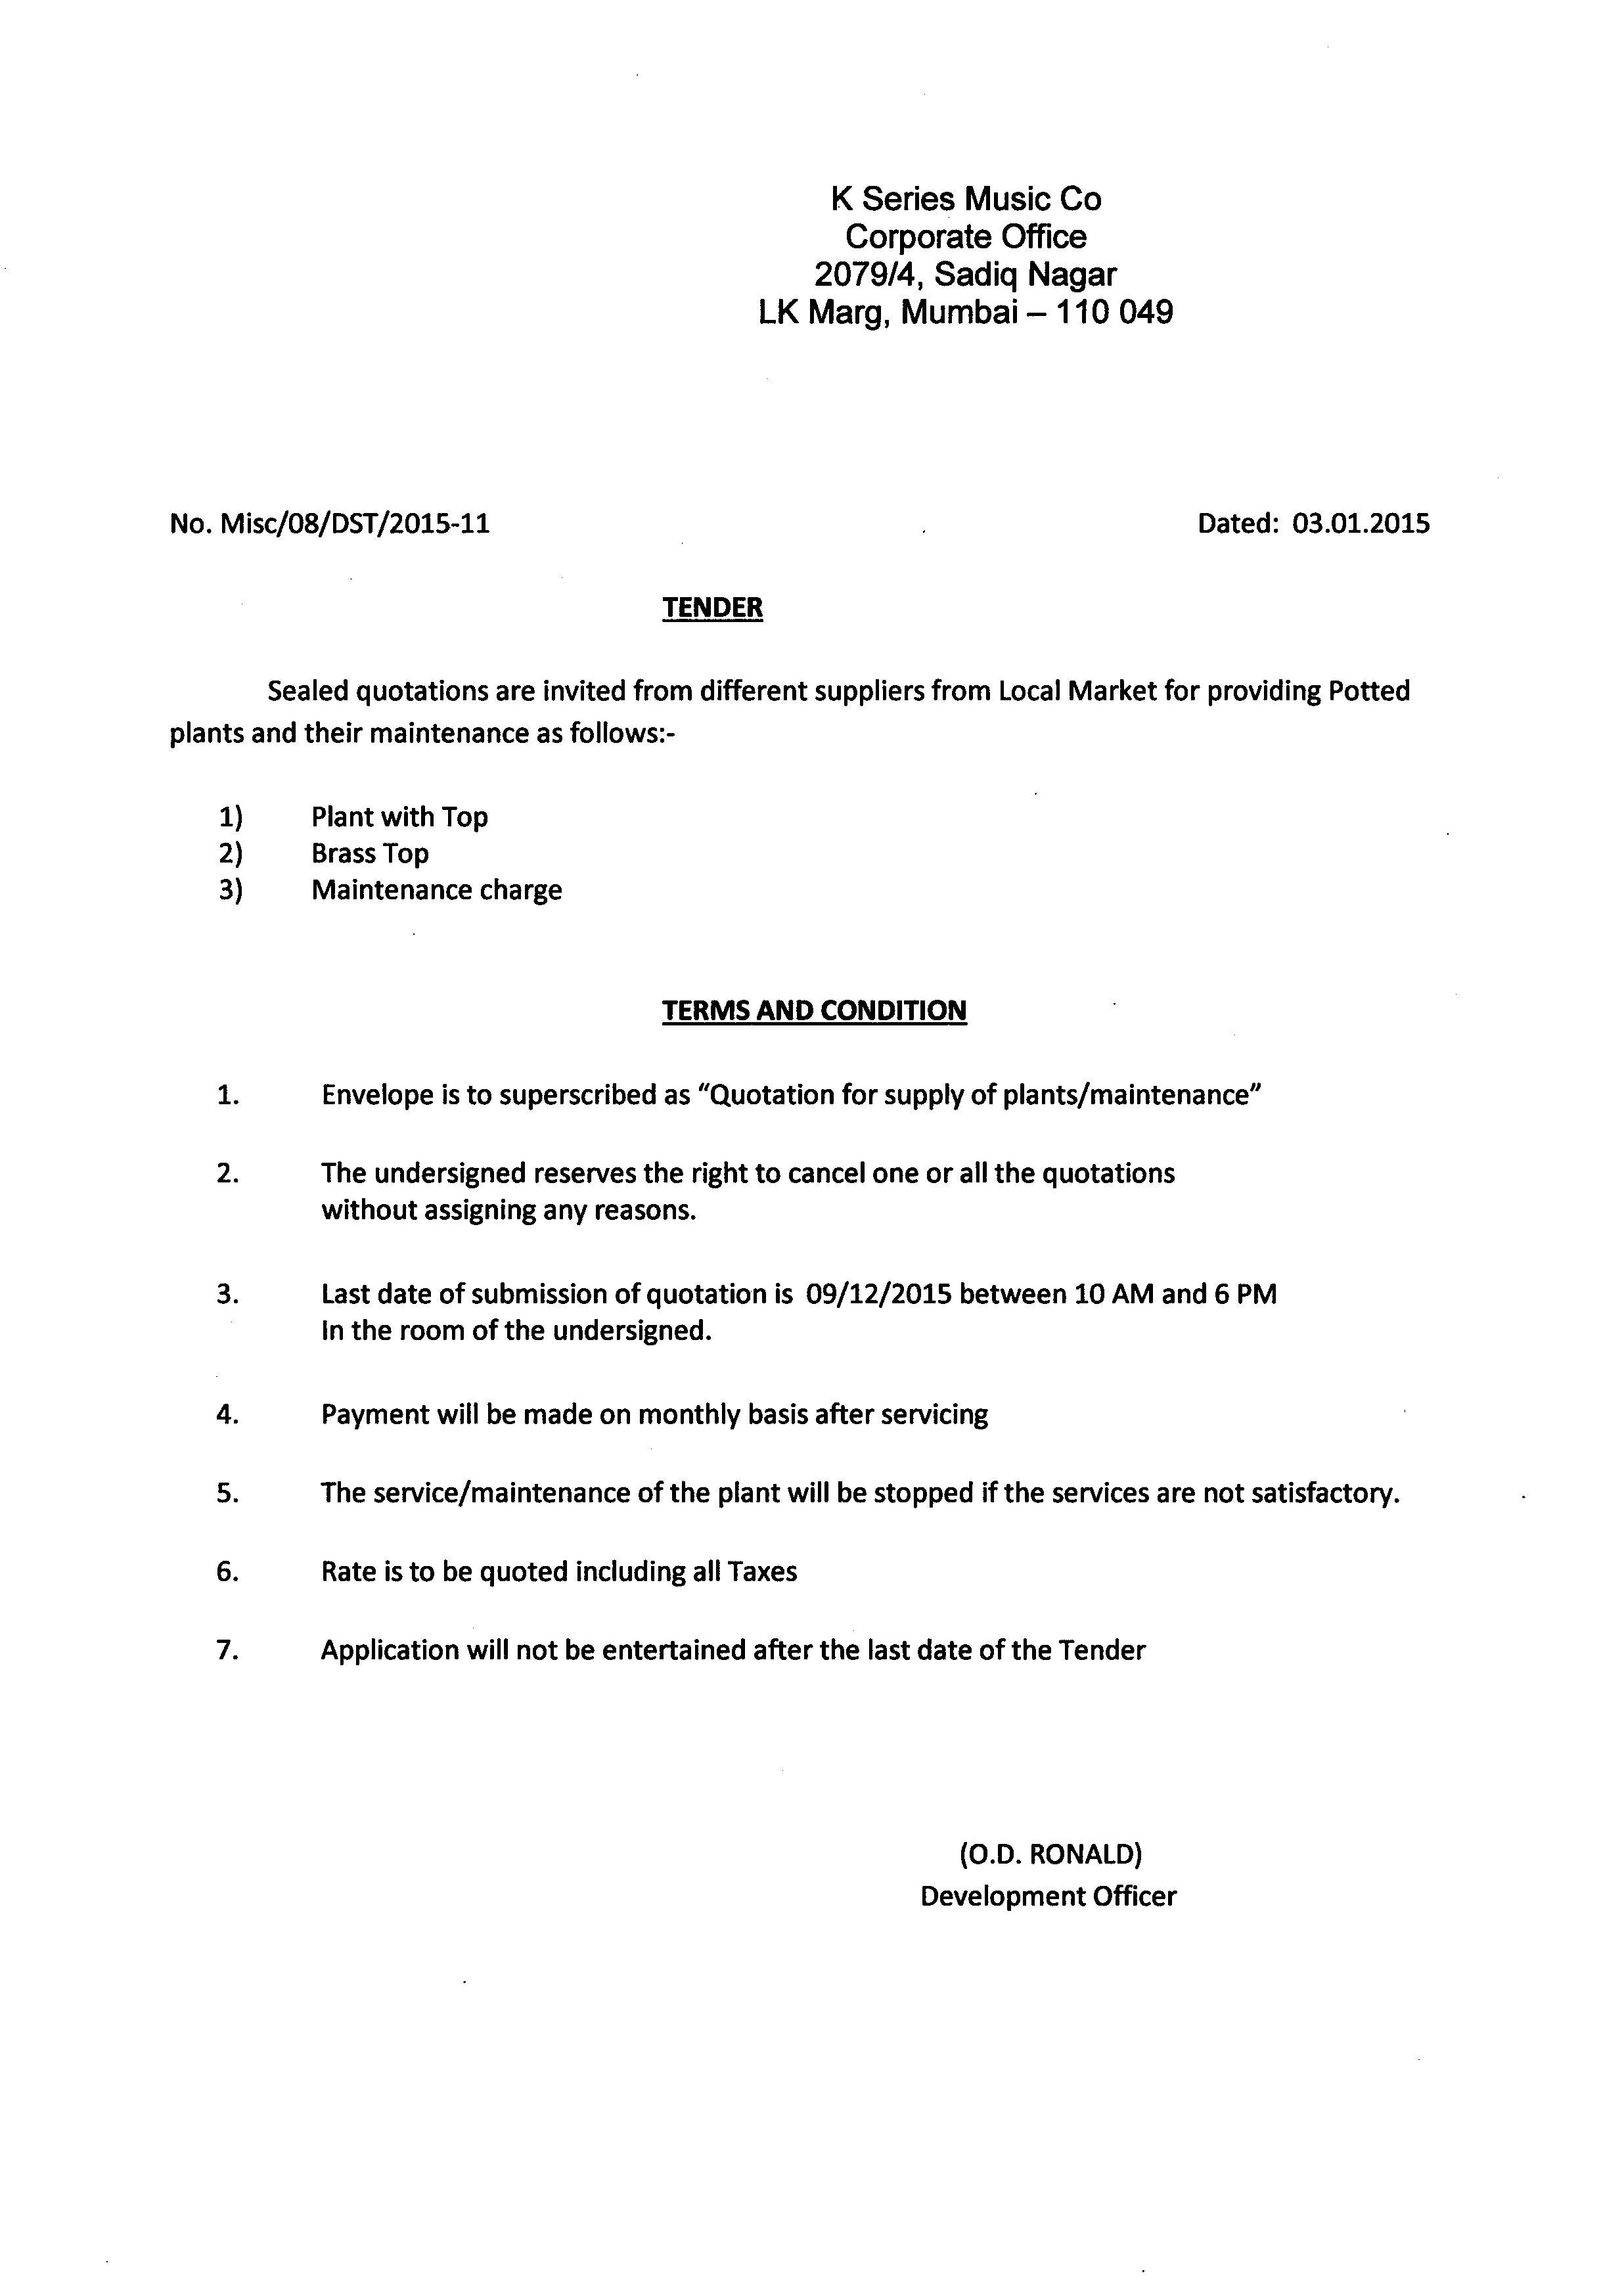 K Series Music Co
Corporate Office
2079/4, Sadiq Nagar
LK Marg, Mumbai – 110 049
No. Misc/08/DST/2015-11 Dated: 03.01.2015
TENDER
Sealed quotations are invited from different suppliers from Local Market for providing Potted
plants and their maintenance as follows:-
1) Plant with Top
2) Brass Top
3) Maintenance charge
TERMS AND CONDITION
1. Envelope is to superscribed as “Quotation for supply of plants/maintenance”
2. The undersigned reserves the right to cancel one or all the quotations
without assigning any reasons.
3. Last date of submission of quotation is 09/12/2015 between 10 AM and 6 PM
In the room of the undersigned.
4. Payment will be made on monthly basis after servicing
5. The service/maintenance of the plant will be stopped if the services are not satisfactory.
6. Rate is to be quoted including all Taxes
7. Application will not be entertained after the last date of the Tender
(O.D. RONALD)
Development Officer